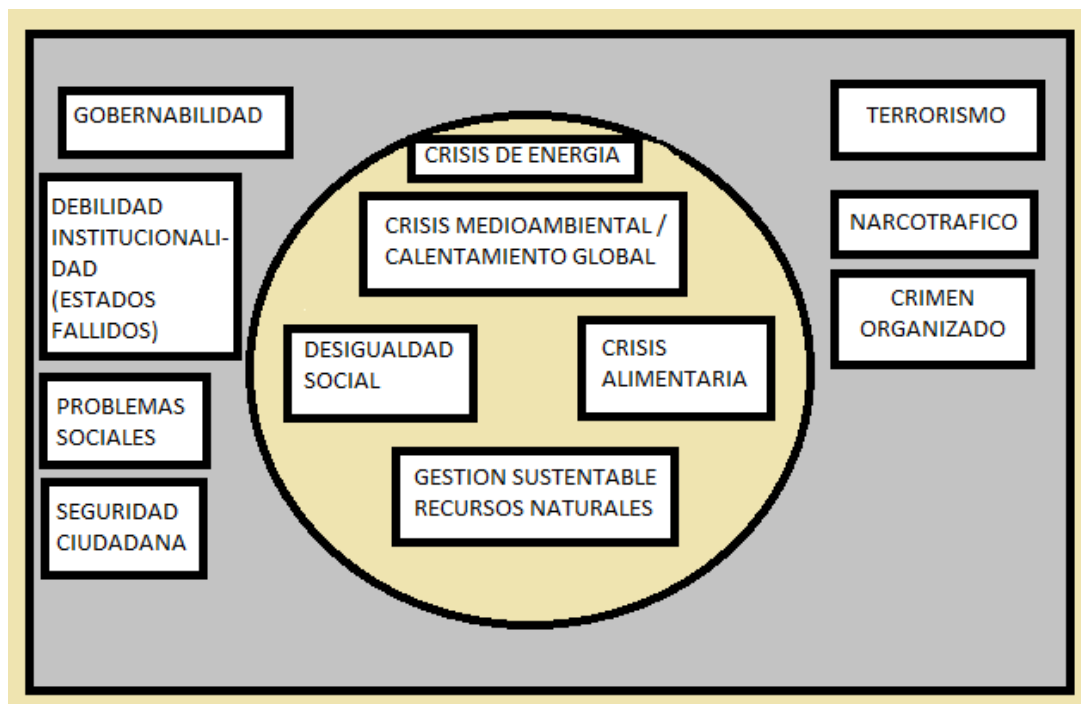 GOBERNABILIDAD
DEBILIDAD
INSTITUCIONALI-
DAD
(ESTADOS
FALLIDOS)
PROBLEMAS
SOCIALES
SEGURIDAD
CIUDADANA
CRISIS DE ENERGIA
CRISIS MEDIOAMBIENTAL /
CALENTAMIENTO GLOBAL
DESIGUALDAD
SOCIAL
CRISIS
ALIMENTARIA
GESTION SUSTENTABLE
RECURSOS NATURALES
TERRORISMO
NARCOTRAFICO
CRIMEN
ORGANIZADO